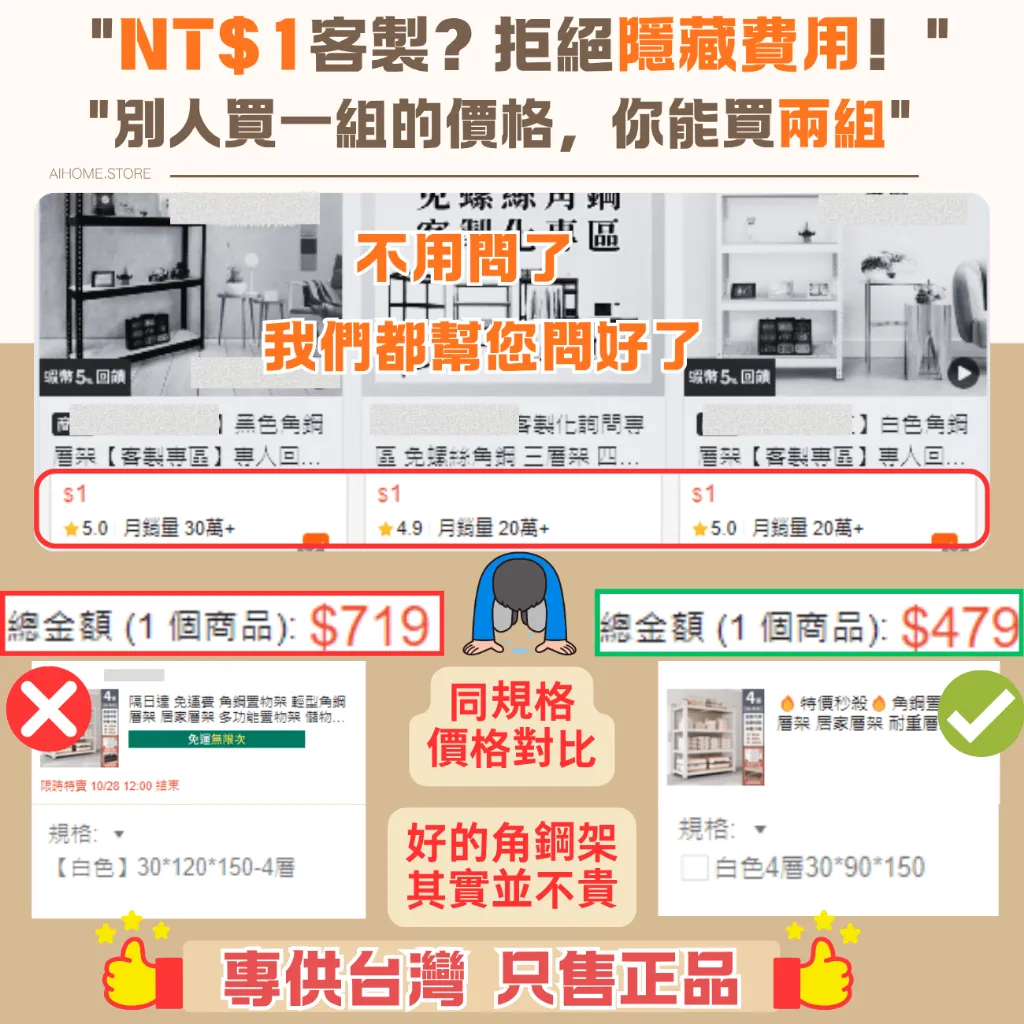 "NT$1客製? 拒絕隱藏費用! "
"別人買一組的價格, 你能買兩組"
AIHOME.STORE
免螺絲角鋼
客製化專區
不用問了
我們都幫您問好了
蝦幣5%回饋
蝦幣5%回饋
】黑色角鋼
層架【客製專區】專人回...
客製化詢問專
區 免螺絲角鋼 三層架 四...
】白色角鋼
層架【客製專區】專人回...
$1
5.0 月銷量 30萬+
$1
4.9 月銷量 20萬+
$1
5.0 月銷量 20萬+
總金額 (1 個商品): $719
總金額 (1 個商品): $479
隔日達 免運費 角鋼置物架 輕型角鋼
層架 居家層架 多功能置物架 儲物...
免運無限次
限時特賣 10/28 12:00 結束
規格:
【白色】30*120*150-4層
同規格
價格對比
好的角鋼架
其實並不貴
🔥特價秒殺🔥 角鋼置
層架 居家層架 耐重層
規格:
白色4層30*90*150
專供台灣 只售正品